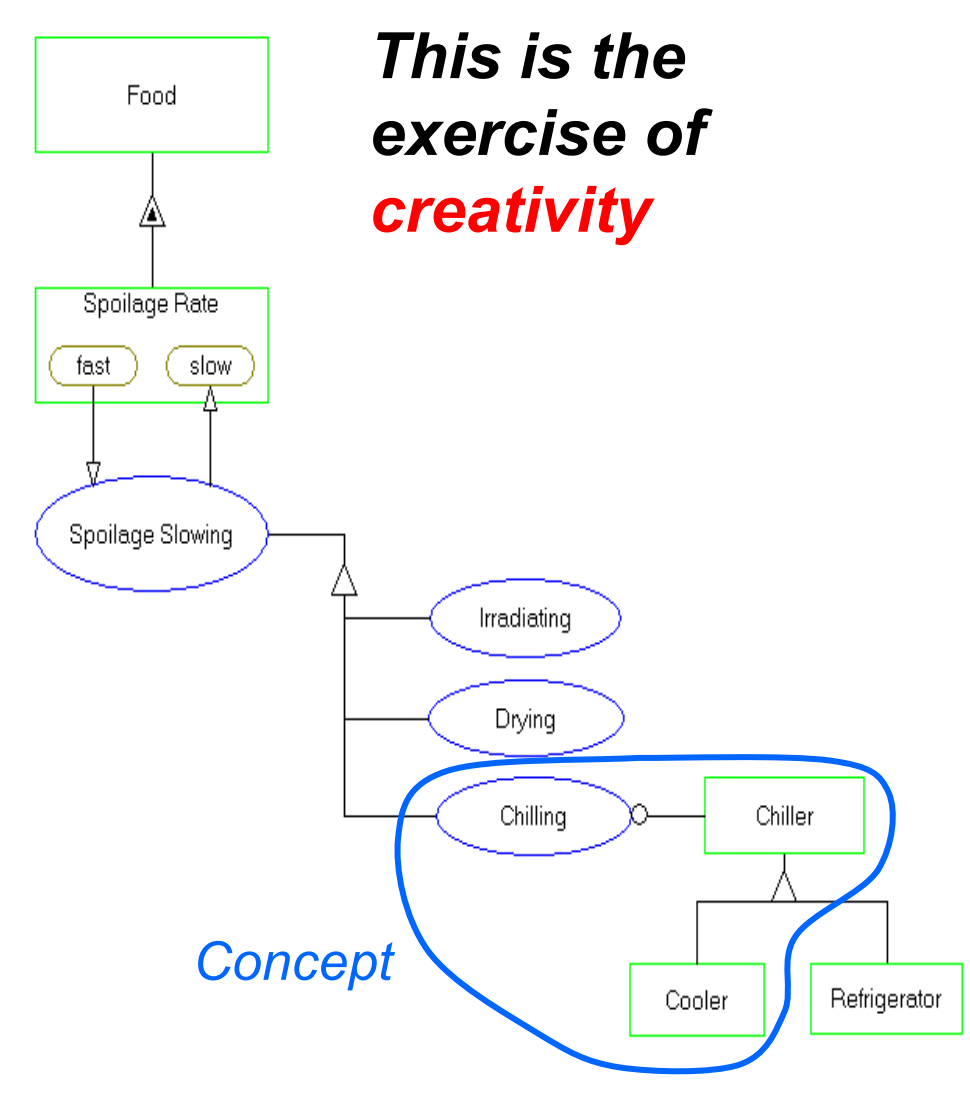 This is the
exercise of
creativity
Food
Spoilage Rate
fast
slow
Spoilage Slowing
Irradiating
Drying
Chilling
Chiller
Concept
Cooler
Refrigerator